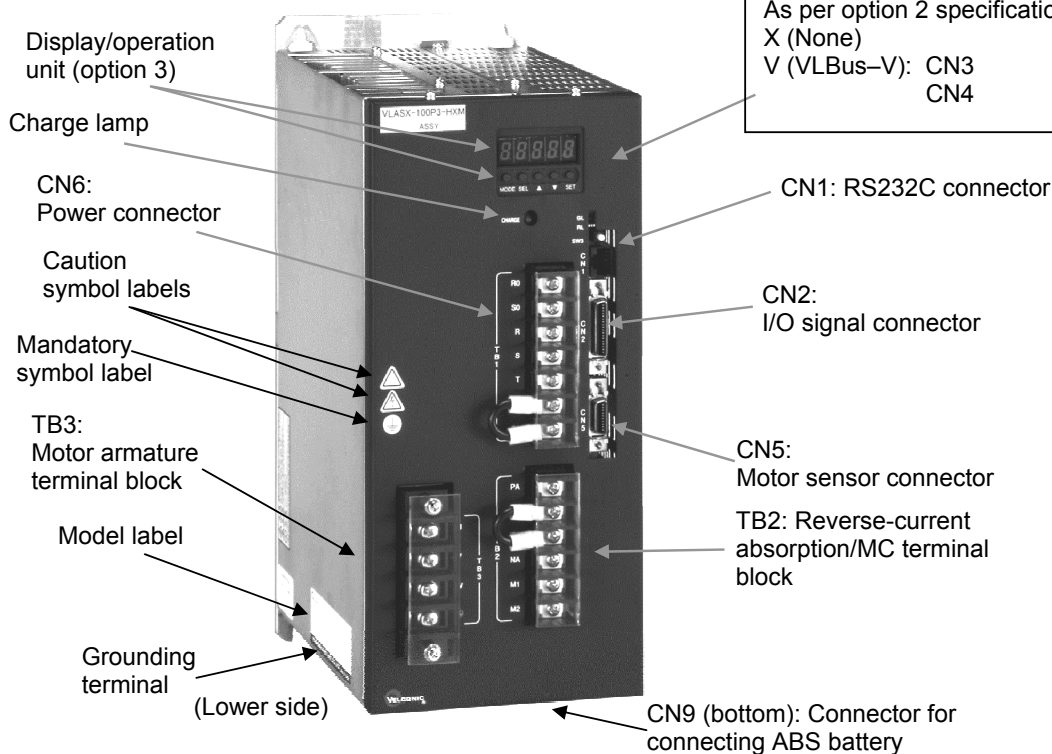 As per option 2 specificatio
X (None)
V (VLBus–V): CN3
CN4
Display/operation
unit (option 3)
Charge lamp
CN6:
Power connector
Caution
symbol labels
Mandatory
symbol label
TB3:
Motor armature
terminal block
Model label
Grounding
terminal
(Lower side)
CN1: RS232C connector
CN2:
I/O signal connector
CN5:
Motor sensor connector
TB2: Reverse-current
absorption/MC terminal
block
CN9 (bottom): Connector for
connecting ABS battery
VLASX-100P3-HXM
ASSY
88888
MODE SEL ▲ ▼ SET
CHARGE
SW3
CN1
R0
S0
R
S
T
TB1
CN2
CN5
PA
NA
M1
M2
TB3
VELCONIC